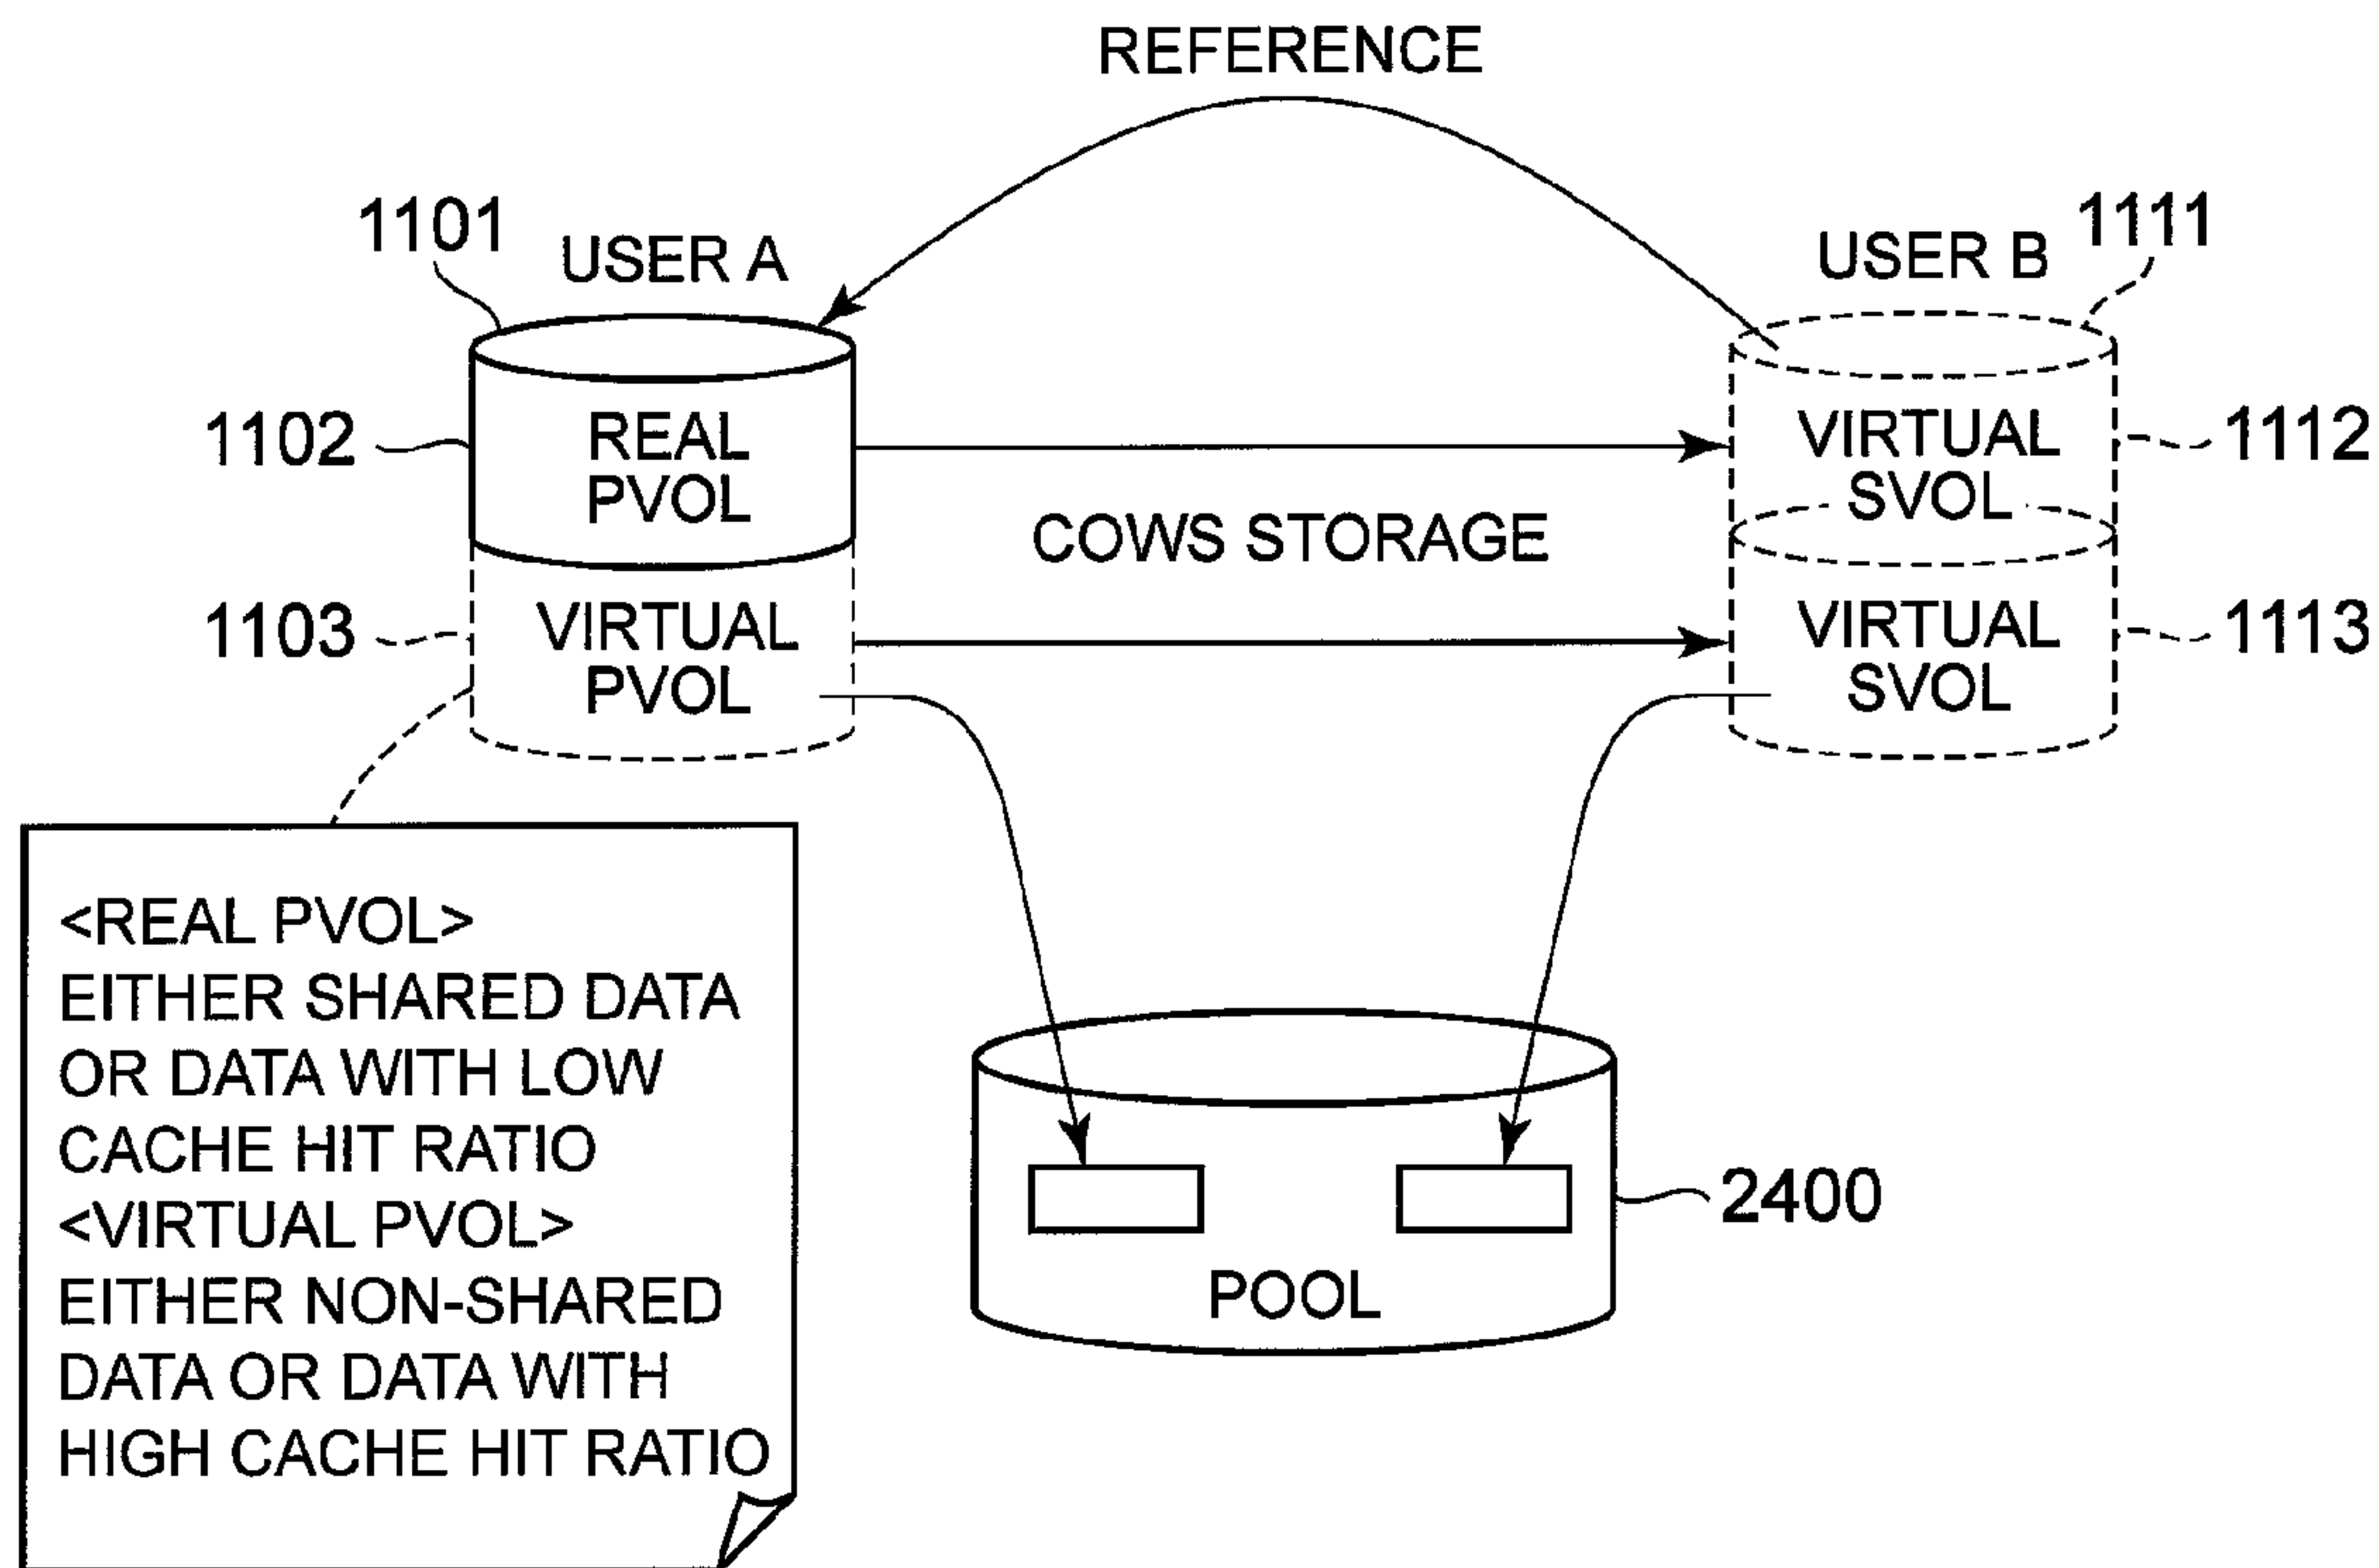 REFERENCE
1101
USER A
USER B
1111
1102
REAL
PVOL
VIRTUAL
SVOL
1112
COWS STORAGE
1103
VIRTUAL
PVOL
VIRTUAL
SVOL
1113
<REAL PVOL>
EITHER SHARED DATA
OR DATA WITH LOW
CACHE HIT RATIO
<VIRTUAL PVOL>
EITHER NON-SHARED
DATA OR DATA WITH
HIGH CACHE HIT RATIO
2400
POOL